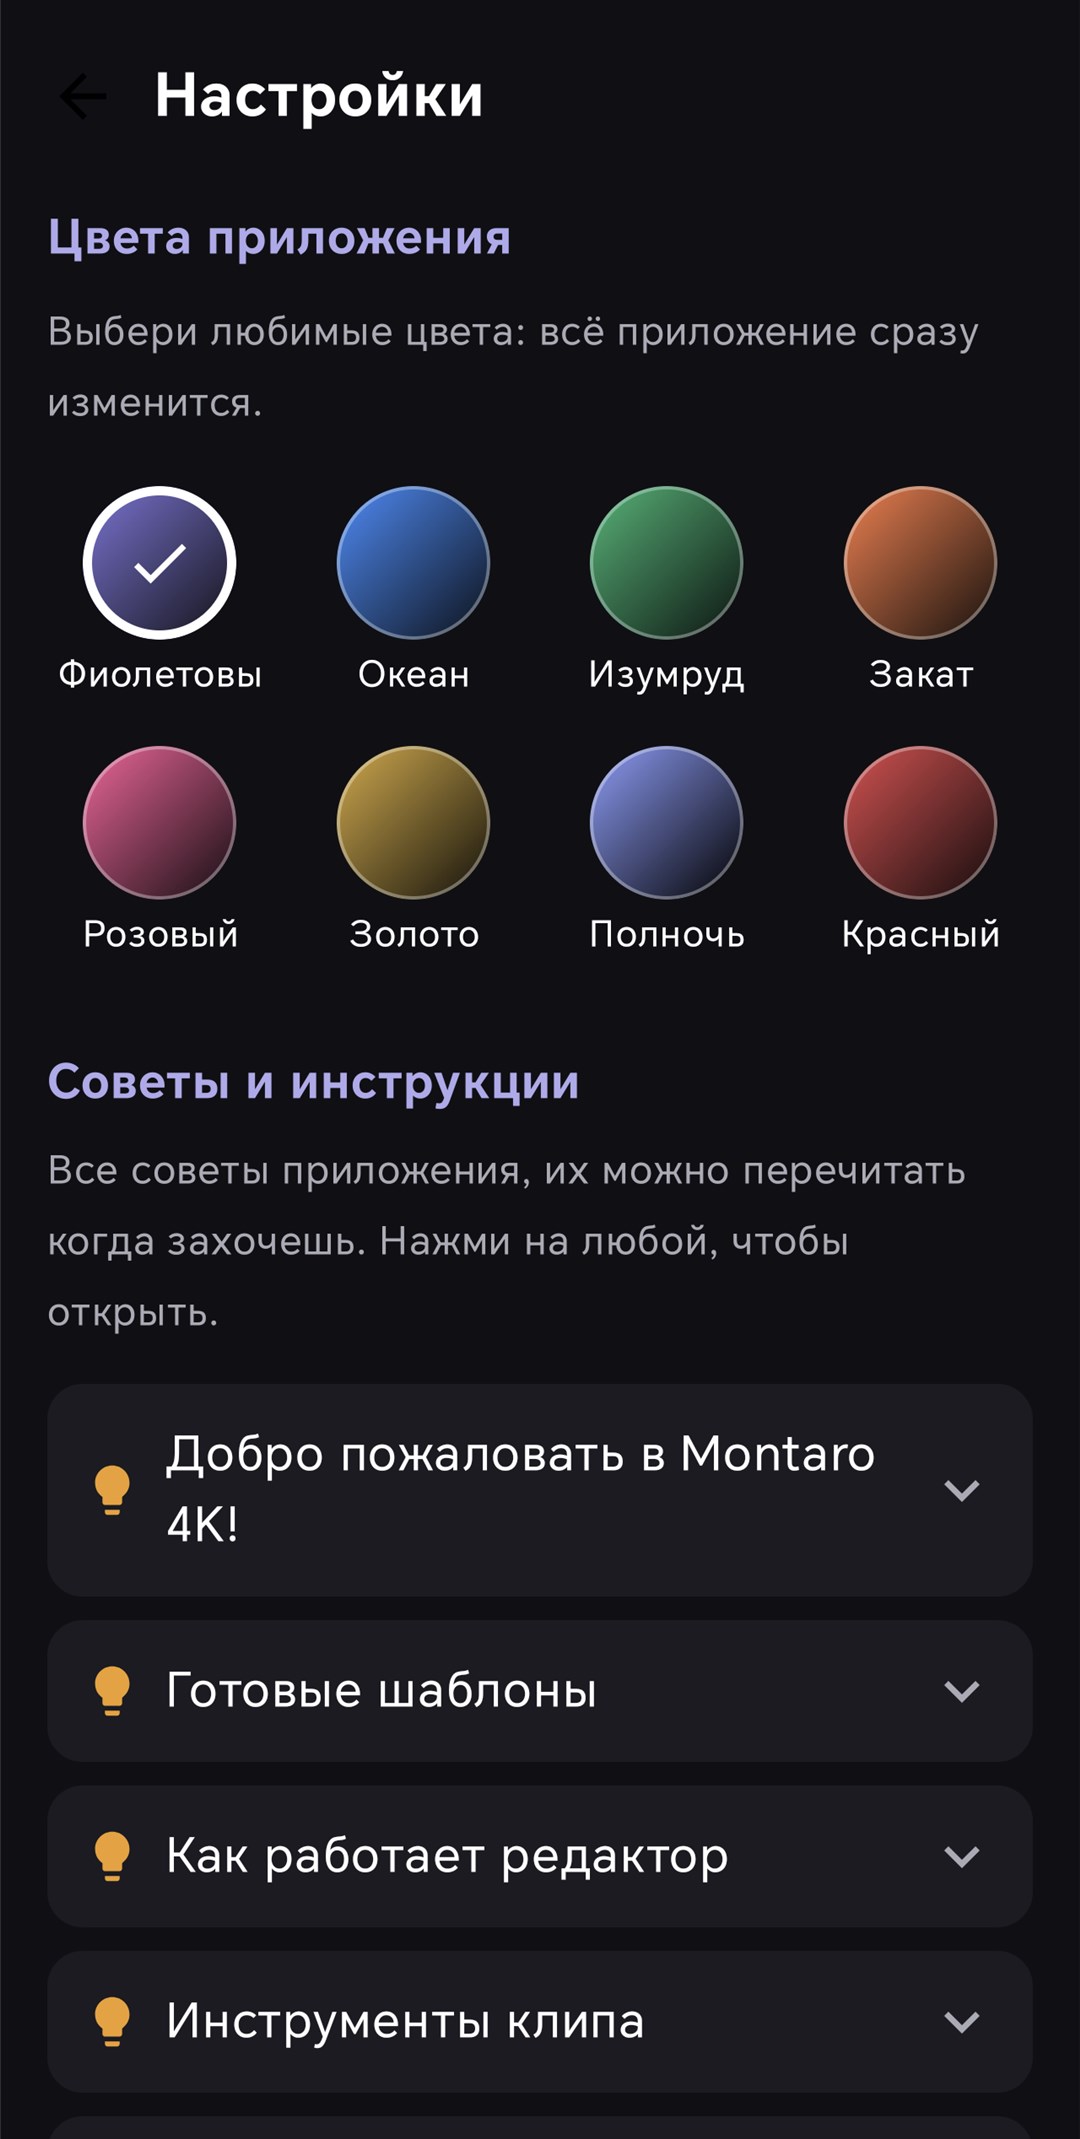 Настройки
Цвета приложения
Выбери любимые цвета: всё приложение сразу
изменится.
Фиолетовы
Океан
Изумруд
Закат
Розовый
Золото
Полночь
Красный
Советы и инструкции
Все советы приложения, их можно перечитать
когда захочешь. Нажми на любой, чтобы
открыть.
Добро пожаловать в Montaro
4K!
Готовые шаблоны
Как работает редактор
Инструменты клипа